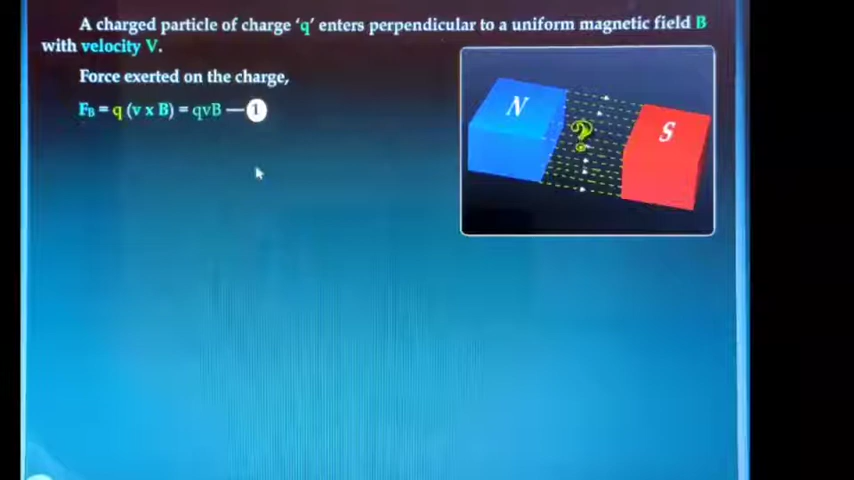 A charged particle of charge ‘q’ enters perpendicular to a uniform magnetic field B
with velocity V.
Force exerted on the charge,
FB = q (v x B) = qvB — 1
N
?
S